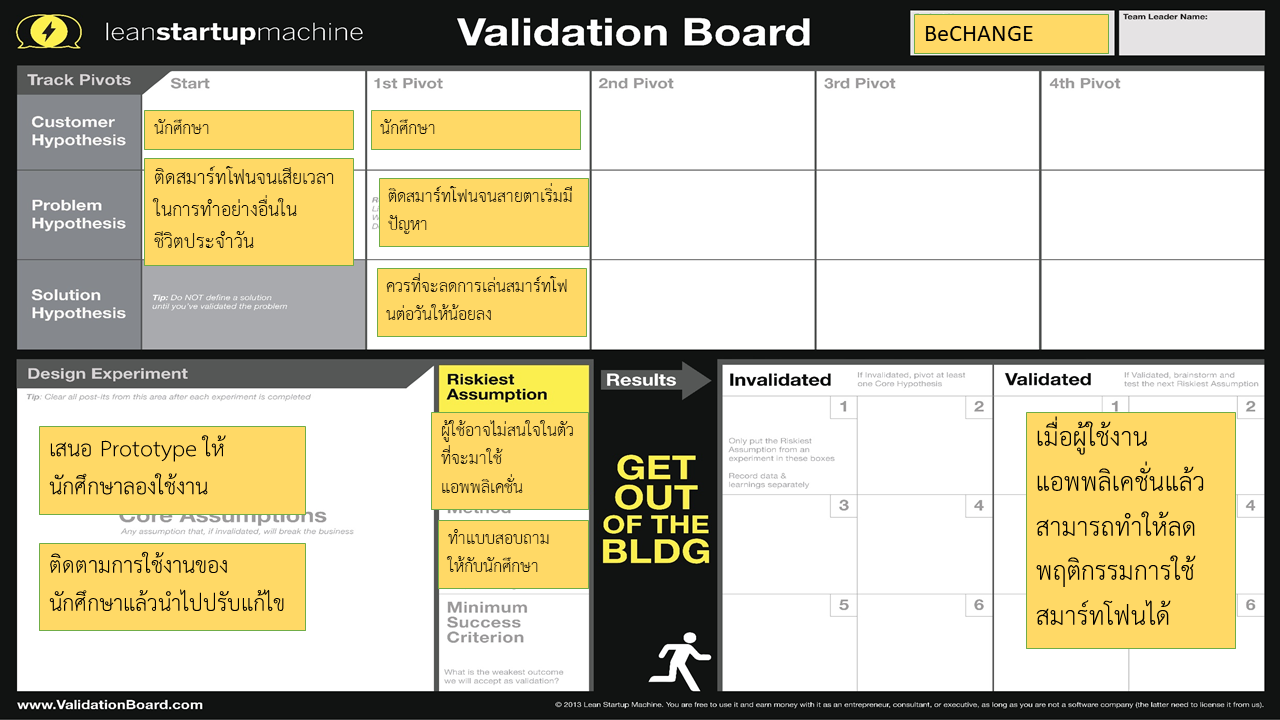 leanstartupmachine
Validation Board
BeCHANGE
Team Leader Name:
Track Pivots
Start
1st Pivot
2nd Pivot
3rd Pivot
4th Pivot
Customer
Hypothesis
นักศึกษา
นักศึกษา
Problem
Hypothesis
ติดสมาร์ทโฟนจนเสียเวลา
ในการทำอย่างอื่นใน
ชีวิตประจำวัน
ติดสมาร์ทโฟนจนสายตาเริ่มมี
ปัญหา
Solution
Hypothesis
Tip: Do NOT define a solution
until you've validated the problem
ควรที่จะลดการเล่นสมาร์ทโฟ
นต่อวันให้น้อยลง
Design Experiment
Tip: Clear all post-its from this area after each experiment is completed
เสนอ Prototype ให้
นักศึกษาลองใช้งาน
Core Assumptions
Any assumption that, if invalidated, will break the business
ติดตามการใช้งานของ
นักศึกษาแล้วนำไปปรับแก้ไข
Riskiest
Assumption
ผู้ใช้อาจไม่สนใจในตัว
ที่จะมาใช้
แอพพลิเคชั่น
Method
ทำแบบสอบถาม
ให้กับนักศึกษา
Minimum
Success
Criterion
What is the weakest outcome
we will accept as validation?
Results
GET
OUT
OF THE
BLDG
Invalidated
If Invalidated, pivot at least
one Core Hypothesis
1
2
Only put the Riskiest
Assumption from an
experiment in these boxes
Record data &
learnings separately
3
4
5
6
Validated
If Validated, brainstorm and
test the next Riskiest Assumption
1
2
เมื่อผู้ใช้งาน
แอพพลิเคชั่นแล้ว
สามารถทำให้ลด
พฤติกรรมการใช้
สมาร์ทโฟนได้
4
6
www.ValidationBoard.com
© 2013 Lean Startup Machine. You are free to use it and earn money with it as an entrepreneur, consultant, or executive, as long as you are not a software company (the latter need to license it from us).